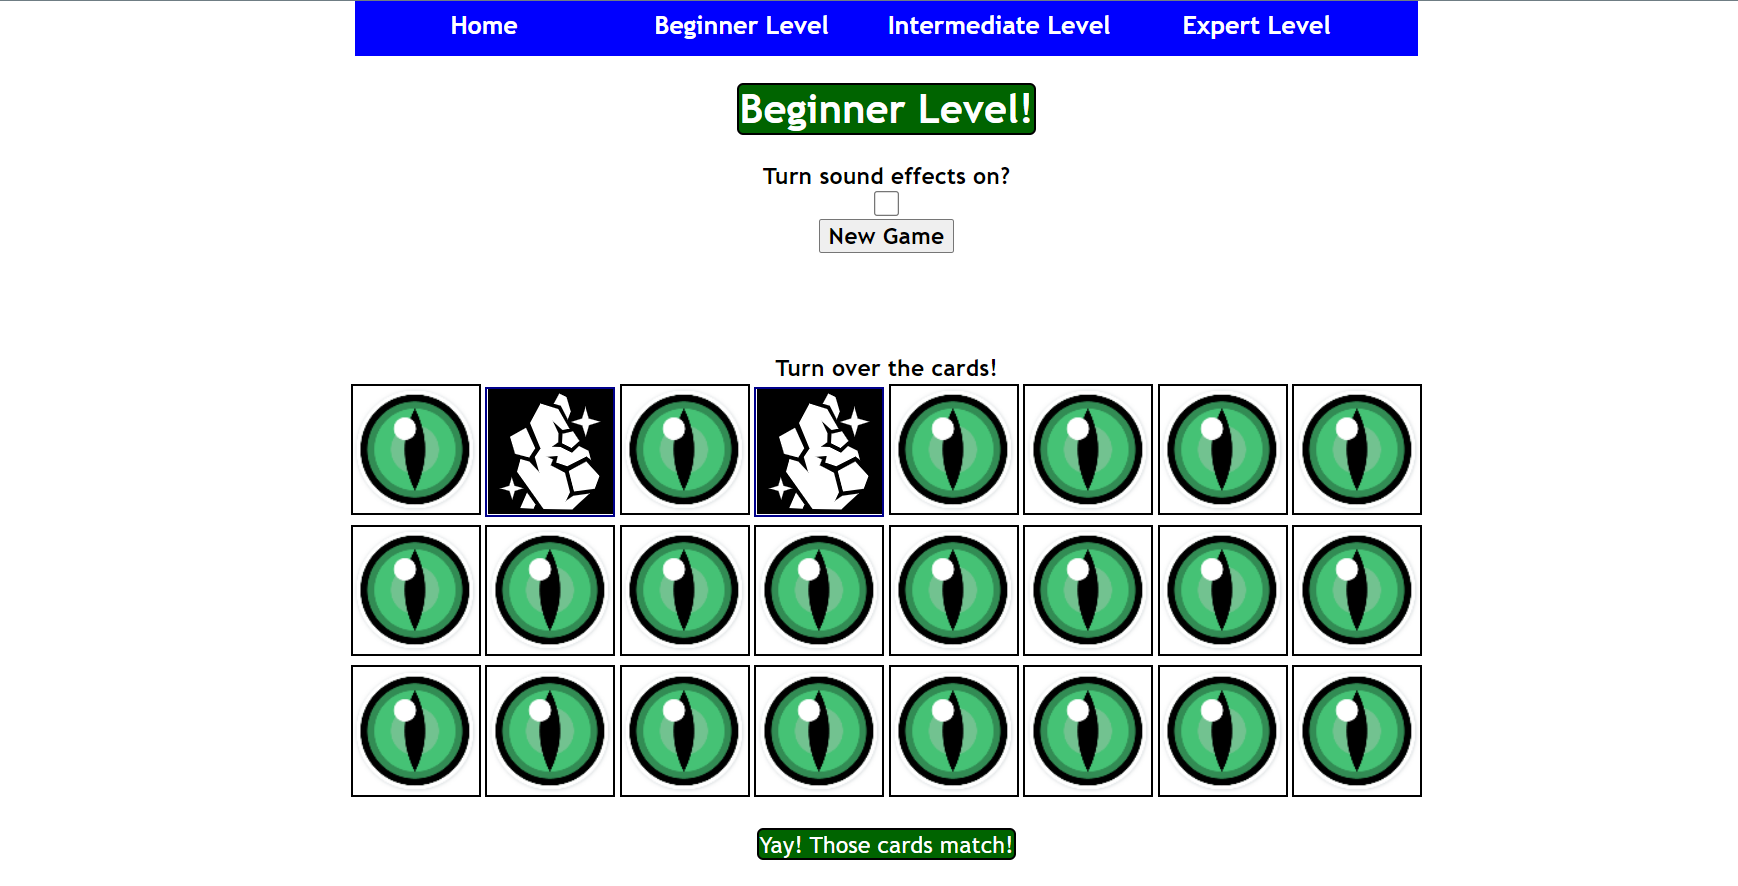 Home Beginner Level Intermediate Level Expert Level
Beginner Level!
Turn sound effects on?
New Game
Turn over the cards!
Yay! Those cards match!